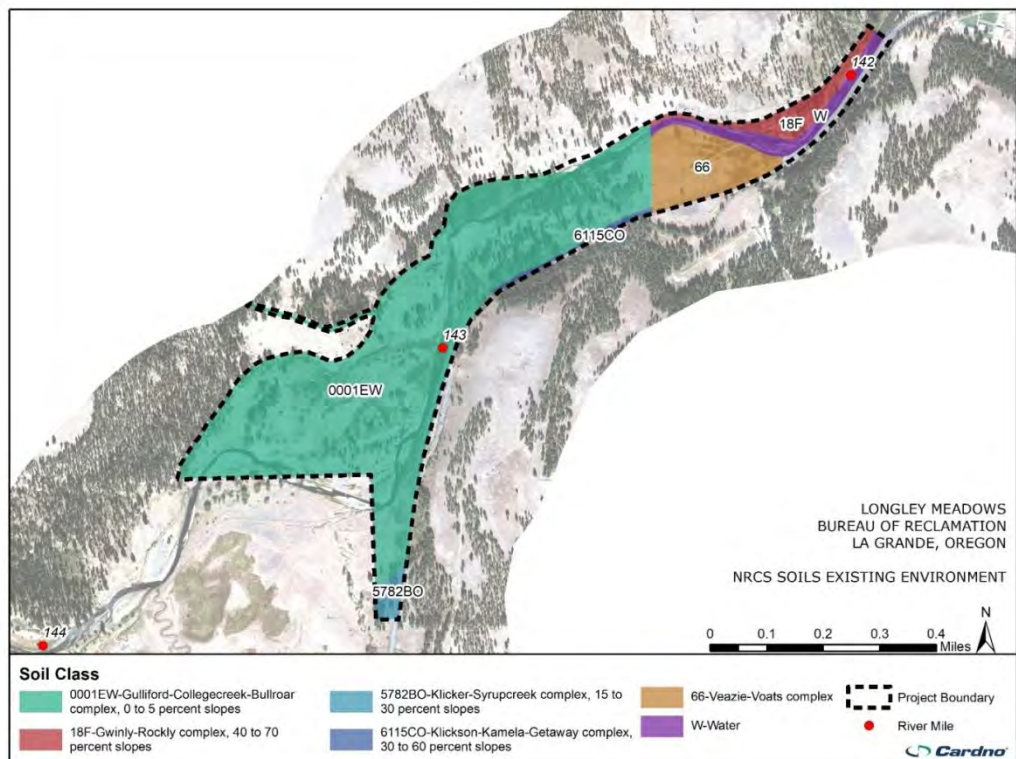 142
18F
W
66
6115CO
143
0001EW
5782BO
144
LONGLEY MEADOWS
BUREAU OF RECLAMATION
LA GRANDE, OREGON
NRCS SOILS EXISTING ENVIRONMENT
N
0 0.1 0.2 0.3 0.4
Miles
Soil Class
0001EW-Gulliford-Collegecreek-Bullroar
complex, 0 to 5 percent slopes
18F-Gwinly-Rockly complex, 40 to 70
percent slopes
5782BO-Klicker-Syrupcreek complex, 15 to
30 percent slopes
6115CO-Klickson-Kamela-Getaway complex,
30 to 60 percent slopes
66-Veazie-Voats complex
W-Water
Project Boundary
River Mile
Cardno